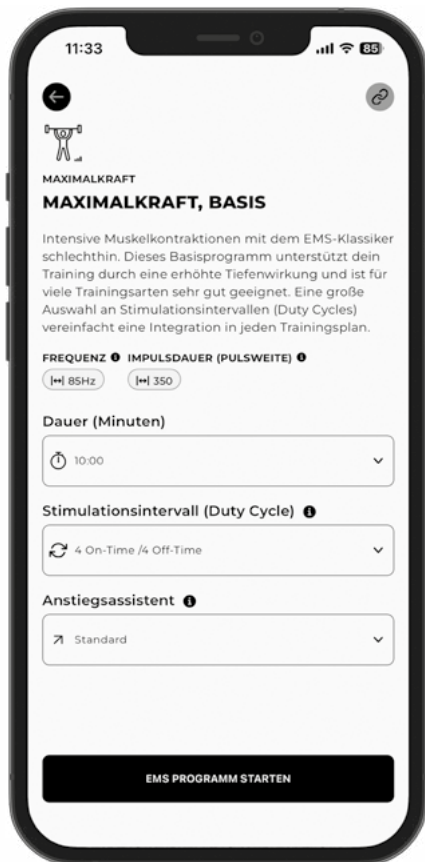 11:33
85
MAXIMALKRAFT
MAXIMALKRAFT, BASIS
Intensive Muskelkontraktionen mit dem EMS-Klassiker
schlechthin. Dieses Basisprogramm unterstützt dein
Training durch eine erhöhte Tiefenwirkung und ist für
viele Trainingsarten sehr gut geeignet. Eine große
Auswahl an Stimulationsintervallen (Duty Cycles)
vereinfacht eine Integration in jeden Trainingsplan.
FREQUENZ IMPULSDAUER (PULSWEITE)
85Hz 350
Dauer (Minuten)
10:00
Stimulationsintervall (Duty Cycle)
4 On-Time /4 Off-Time
Anstiegsassistent
Standard
EMS PROGRAMM STARTEN